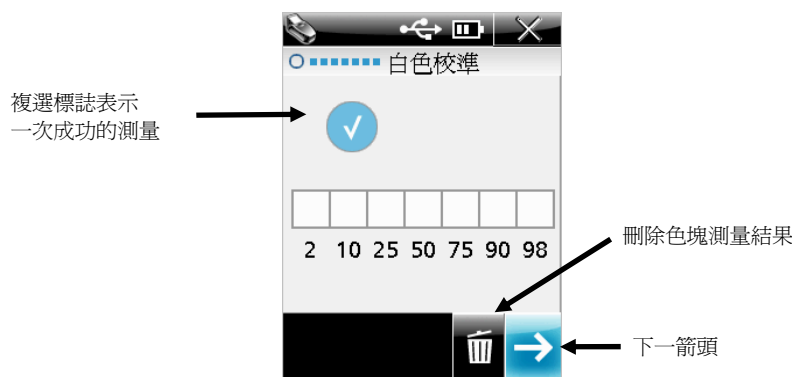 白色校準
複選標誌表示
一次成功的測量
2 10 25 50 75 90 98
刪除色塊測量結果
下一箭頭